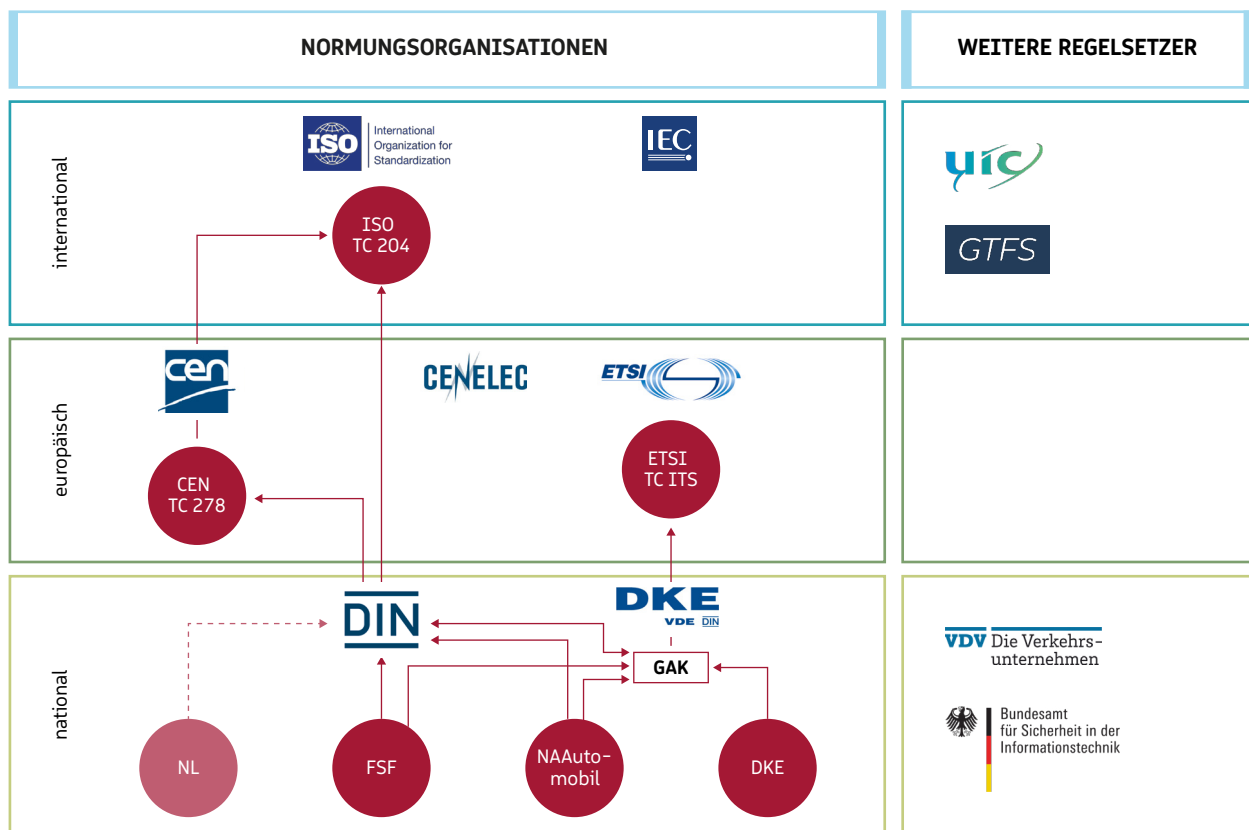 NORMUNGSORGANISATIONEN
WEITERE REGELSETZER
international
ISO
International
Organization for
Standardization
IEC
ISO
TC 204
uic
GTFS
europäisch
cen
CENELEC
ETSI
CEN
TC 278
ETSI
TC ITS
national
DIN
DKE
VDE DIN
GAK
NL
FSF
NAAuto-
mobil
DKE
VDV Die Verkehrs-
unternehmen
Bundesamt
für Sicherheit in der
Informationstechnik